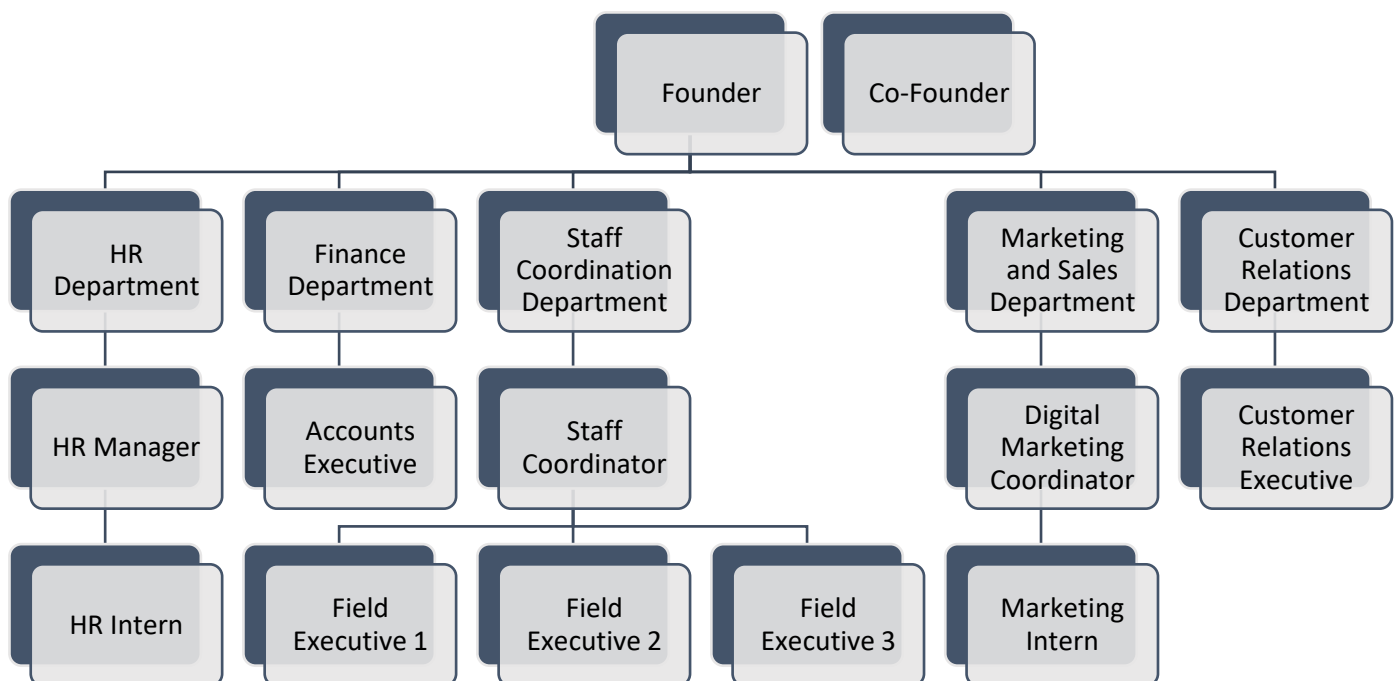 Founder
Co-Founder
HR
Department
Finance
Department
Staff
Coordination
Department
Marketing
and Sales
Department
Customer
Relations
Department
HR Manager
Accounts
Executive
Staff
Coordinator
Digital
Marketing
Coordinator
Customer
Relations
Executive
HR Intern
Field
Executive 1
Field
Executive 2
Field
Executive 3
Marketing
Intern